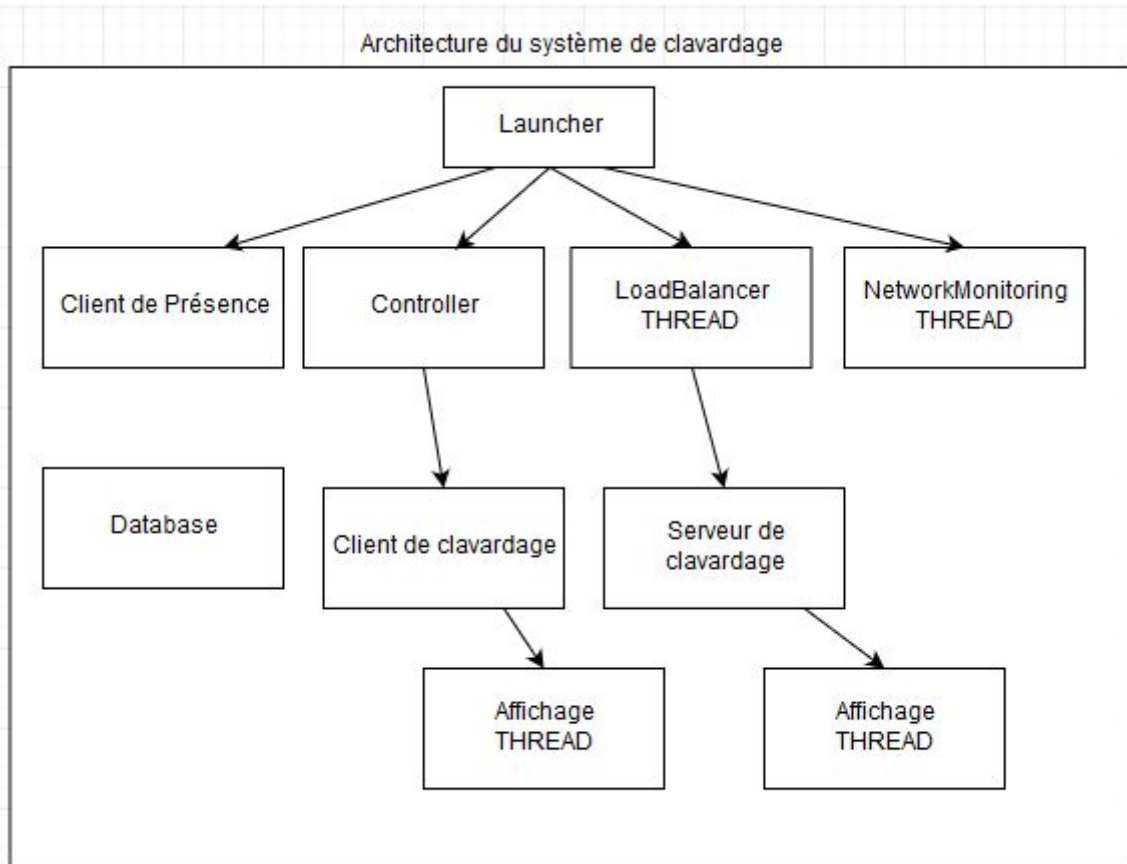 Architecture du système de clavardage
Launcher
Client de Présence
Controller
LoadBalancer
THREAD
NetworkMonitoring
THREAD
Database
Client de clavardage
Serveur de
clavardage
Affichage
THREAD
Affichage
THREAD